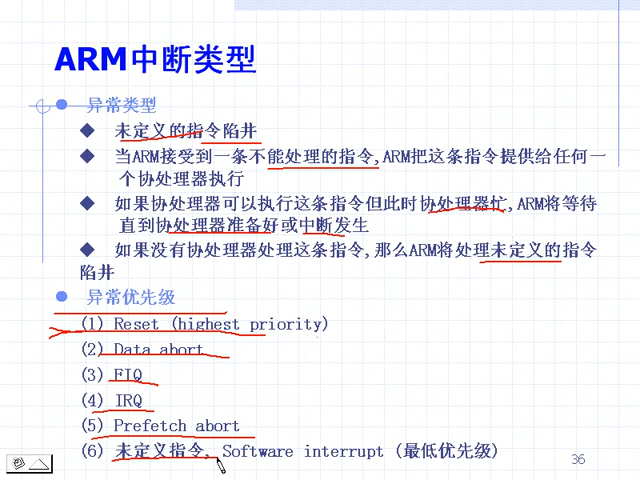 ARM中断类型
异常类型
未定义的指令陷井
当ARM接受到一条不能处理的指令,ARM把这条指令提供给任何一
个协处理器执行
如果协处理器可以执行这条指令但此时协处理器忙,ARM将等待
直到协处理器准备好或中断发生
如果没有协处理器处理这条指令,那么ARM将处理未定义的指令
陷井
异常优先级
(1) Reset (highest priority)
(2) Data abort
(3) FIQ
(4) IRQ
(5) Prefetch abort
(6) 未定义指令, Software interrupt (最低优先级)
36